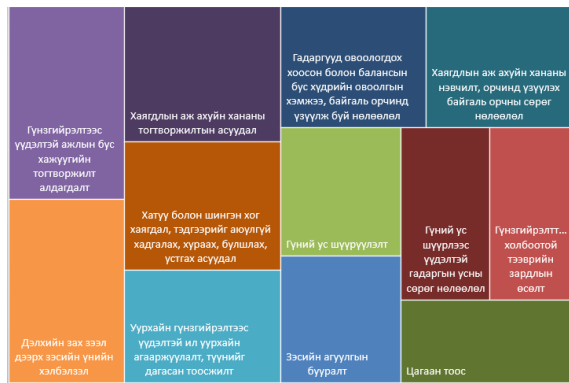 Гүнзгийрэлтээс
үүдэлтэй ажлын бус
хажуугийн
тогтворжилт
алдагдалт
Дэлхийн зах зээл
дээрх зэсийн үнийн
хэлбэлзэл
Хаягдлын аж ахуйн хананы
тогтворжилтын асуудал
Хатуу болон шингэн хог
хаягдал, тэдгээрийг аюулгүй
хадгалах, хураах, булшлах,
устгах асуудал
Уурхайн гүнзгийрэлтээс
үүдэлтэй ил уурхайн
агааржуулалт, түүнийг
дагасан тоосжилт
Гадаргууд овоологдох
хоосон болон балансын
бус хүдрийн овоолгын
хэмжээ, байгаль орчинд
үзүүлж буй нөлөөлөл
Хаягдлын аж ахуйн хананы
нэвчилт, орчинд үзүүлэх
байгаль орчны сөрөг
нөлөөлөл
Гүний ус шүүрүүлэлт
Зэсийн агуулгын
бууралт
Гүний ус
шүүрлээс
үүдэлтэй
гадаргын усны
сөрөг нөлөөлөл
Гүнзгийрэлтт...
холбоотой
тээврийн
зардлын
өсөлт
Цагаан тоос